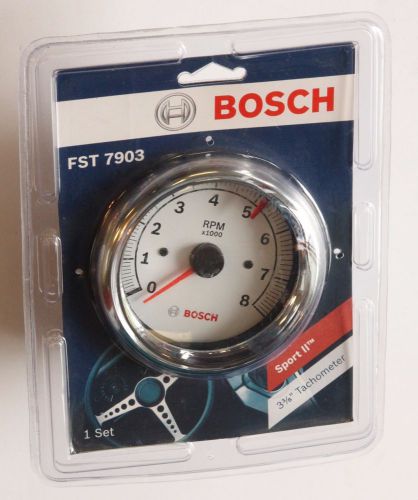 BOSCH
FST 7903
0
1
2
3
4
5
6
7
8
RPM
x1000
BOSCH
Sport II™
3⅜" Tachometer
1 Set